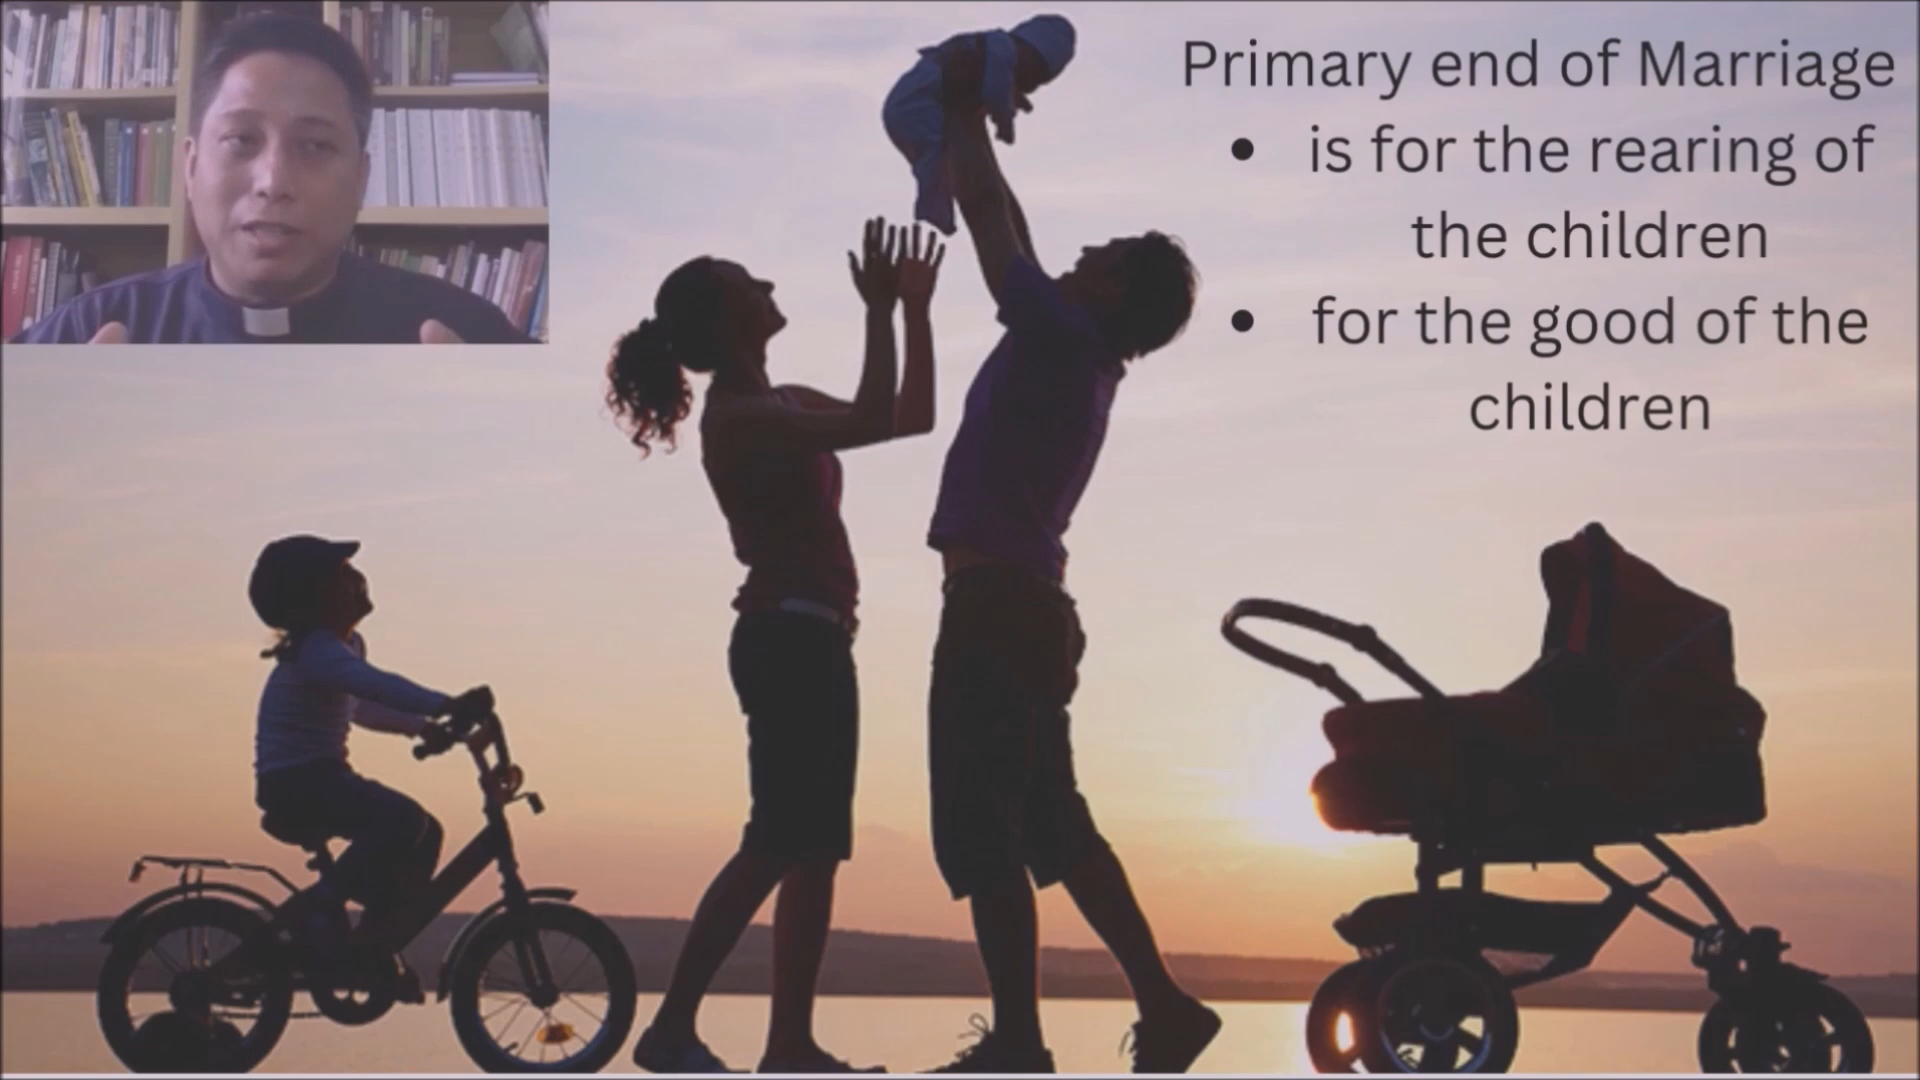 Primary end of Marriage
• is for the rearing of
the children
• for the good of the
children